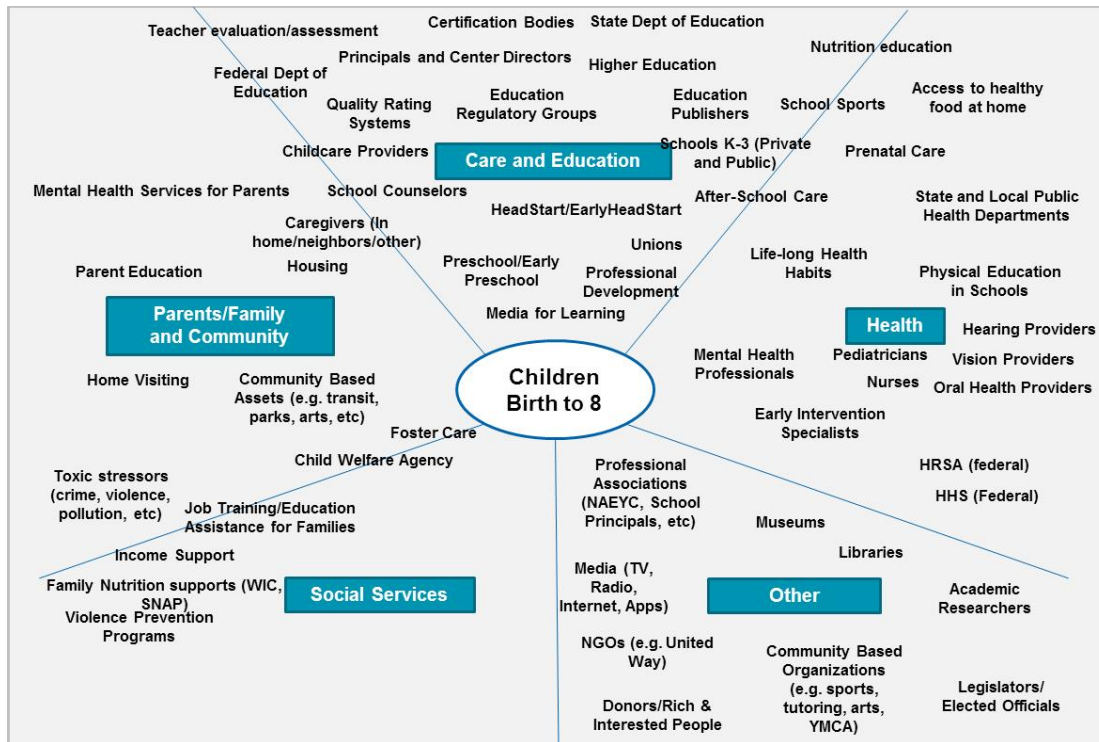 Teacher evaluation/assessment
Certification Bodies
State Dept of Education
Principals and Center Directors
Higher Education
Federal Dept of
Education
Quality Rating
Systems
Education
Regulatory Groups
Education
Publishers
Childcare Providers
Care and Education
Schools K-3 (Private
and Public)
School Counselors
HeadStart/EarlyHeadStart
After-School Care
Unions
Preschool/Early
Preschool
Professional
Development
Media for Learning
Nutrition education
School Sports
Access to healthy
food at home
Prenatal Care
State and Local Public
Health Departments
Life-long Health
Habits
Physical Education
in Schools
Health
Hearing Providers
Mental Health
Professionals
Pediatricians
Vision Providers
Nurses
Oral Health Providers
Early Intervention
Specialists
HRSA (federal)
HHS (Federal)
Mental Health Services for Parents
Caregivers (In
home/neighbors/other)
Parent Education
Housing
Parents/Family
and Community
Home Visiting
Community Based
Assets (e.g. transit,
parks, arts, etc)
Foster Care
Child Welfare Agency
Toxic stressors
(crime, violence,
pollution, etc)
Job Training/Education
Assistance for Families
Income Support
Family Nutrition supports (WIC,
SNAP)
Violence Prevention
Programs
Social Services
Children
Birth to 8
Professional
Associations
(NAEYC, School
Principals, etc)
Museums
Libraries
Media (TV,
Radio,
Internet, Apps)
Other
Academic
Researchers
NGOs (e.g. United
Way)
Community Based
Organizations
(e.g. sports,
tutoring, arts,
YMCA)
Legislators/
Elected Officials
Donors/Rich &
Interested People